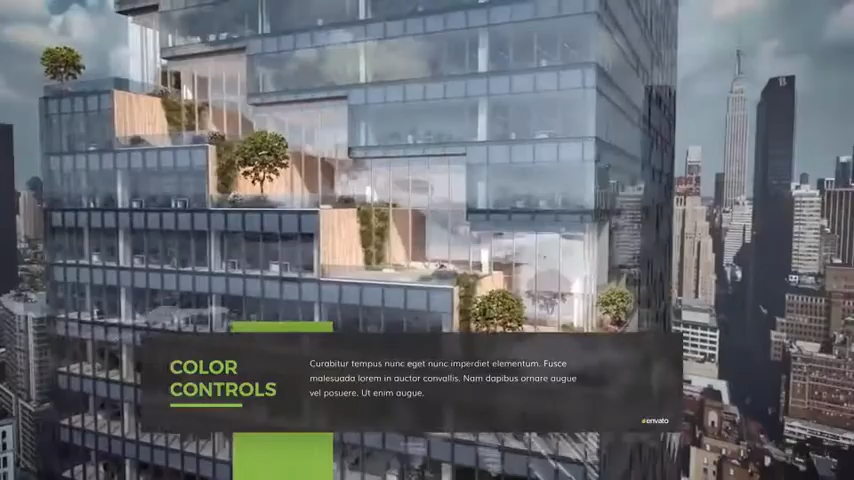 COLOR
CONTROLS
Curabitur tempus nunc eget nunc imperdiet elementum. Fusce
malesuada lorem in auctor convallis. Nam dapibus ornare augue
vel posuere. Ut enim augue.
envato